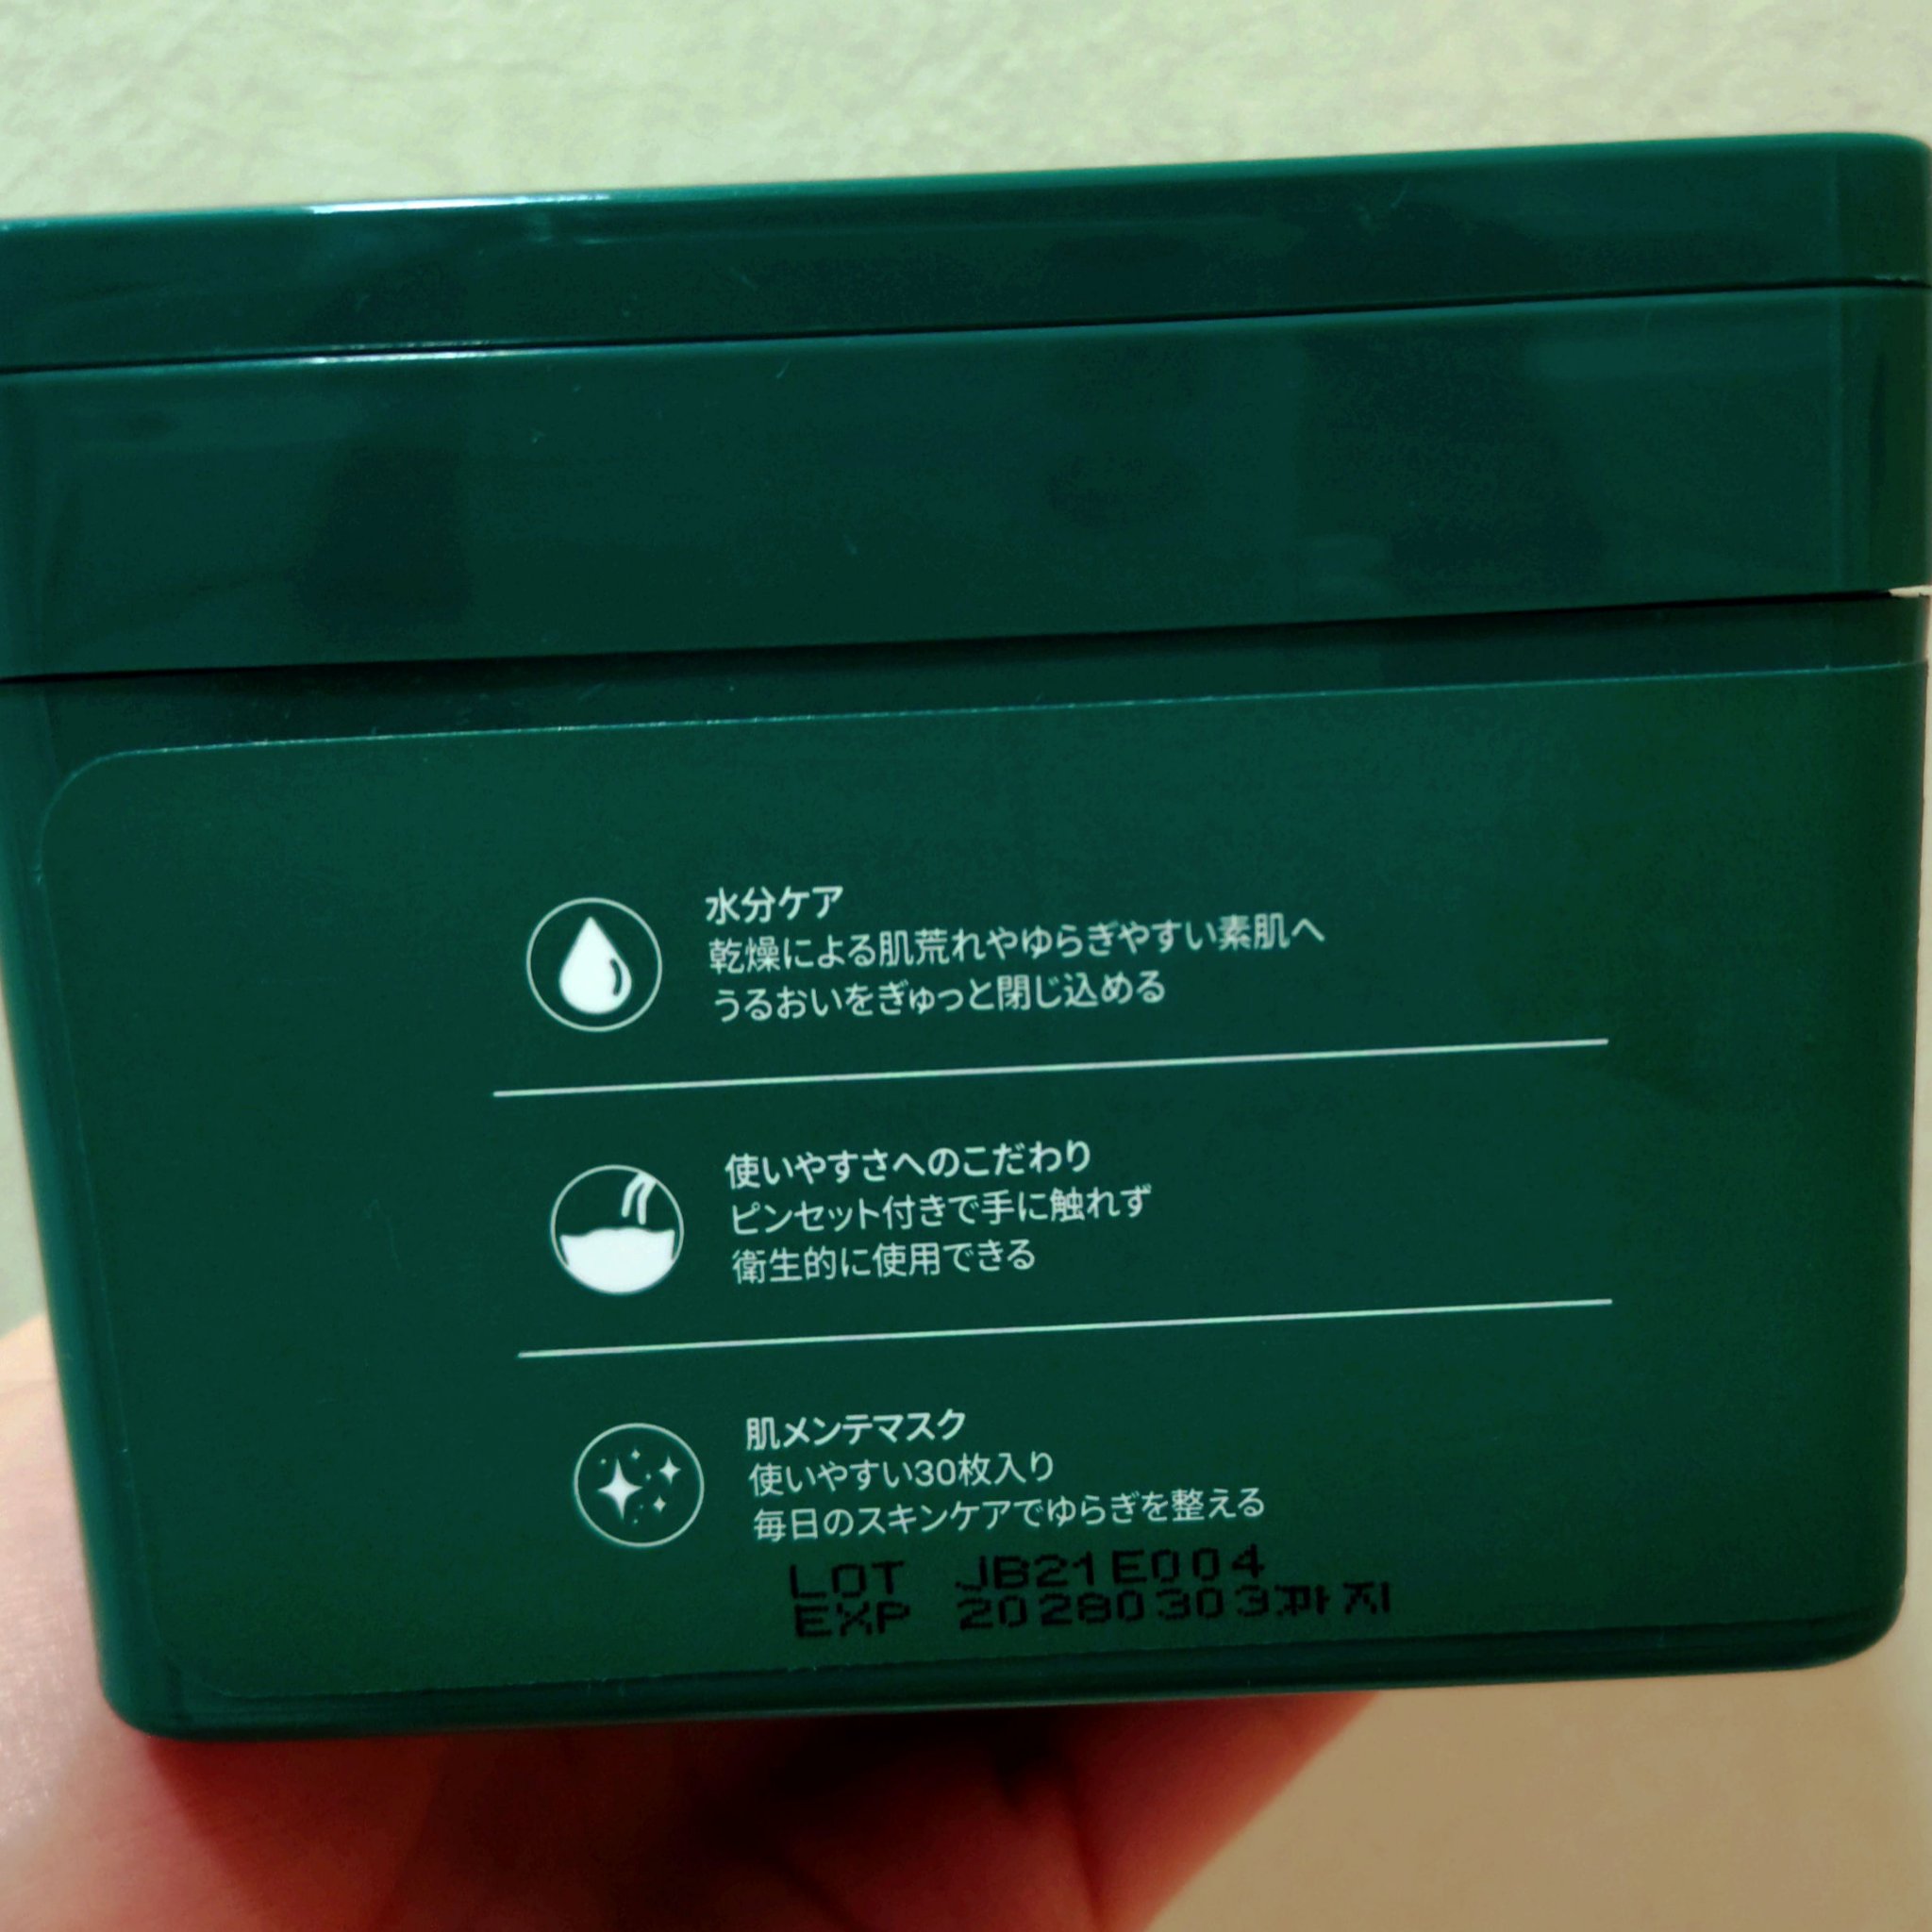 水分ケア
乾燥による肌荒れやゆらぎやすい素肌へ
うるおいをぎゅっと閉じ込める
使いやすさへのこだわり
ピンセット付きで手に触れず
衛生的に使用できる
肌メンテマスク
使いやすい30枚入り
毎日のスキンケアでゆらぎを整える
LOT JB21E004
EXP 20280303까지